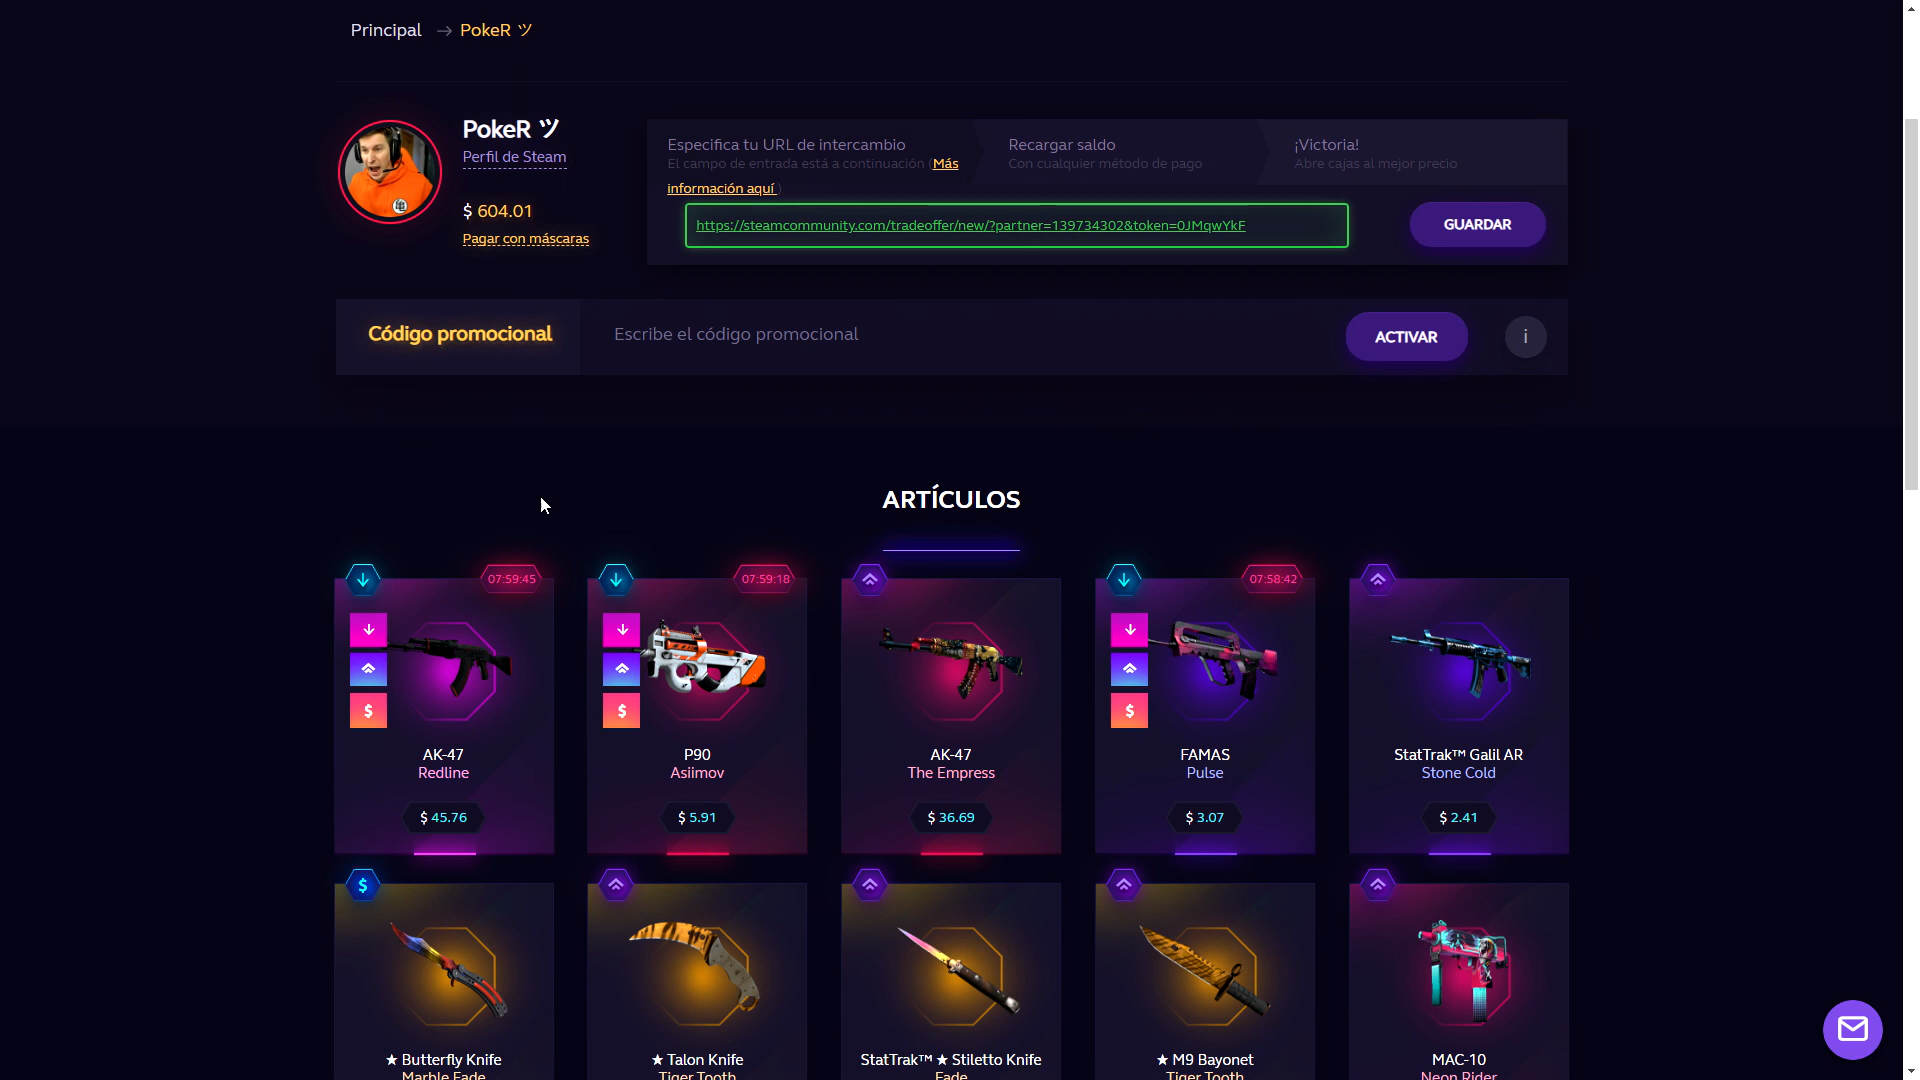 Principal → PokeR ツ
PokeR ツ
Perfil de Steam
$ 604.01
Pagar con máscaras
Especifica tu URL de intercambio
El campo de entrada está a continuación (Más
información aquí )
Recargar saldo
Con cualquier método de pago
¡Victoria!
Abre cajas al mejor precio
https://steamcommunity.com/tradeoffer/new/?partner=139734302&token=0JMqwYkF
GUARDAR
Código promocional
Escribe el código promocional
ACTIVAR
i
ARTÍCULOS
07:59:45
$
AK-47
Redline
$ 45.76
07:59:18
$
P90
Asiimov
$ 5.91
AK-47
The Empress
$ 36.69
07:58:42
$
FAMAS
Pulse
$ 3.07
StatTrak™ Galil AR
Stone Cold
$ 2.41
$
★ Butterfly Knife
Marble Fade
★ Talon Knife
Tiger Tooth
StatTrak™ ★ Stiletto Knife
Fade
★ M9 Bayonet
Tiger Tooth
MAC-10
Neon Rider